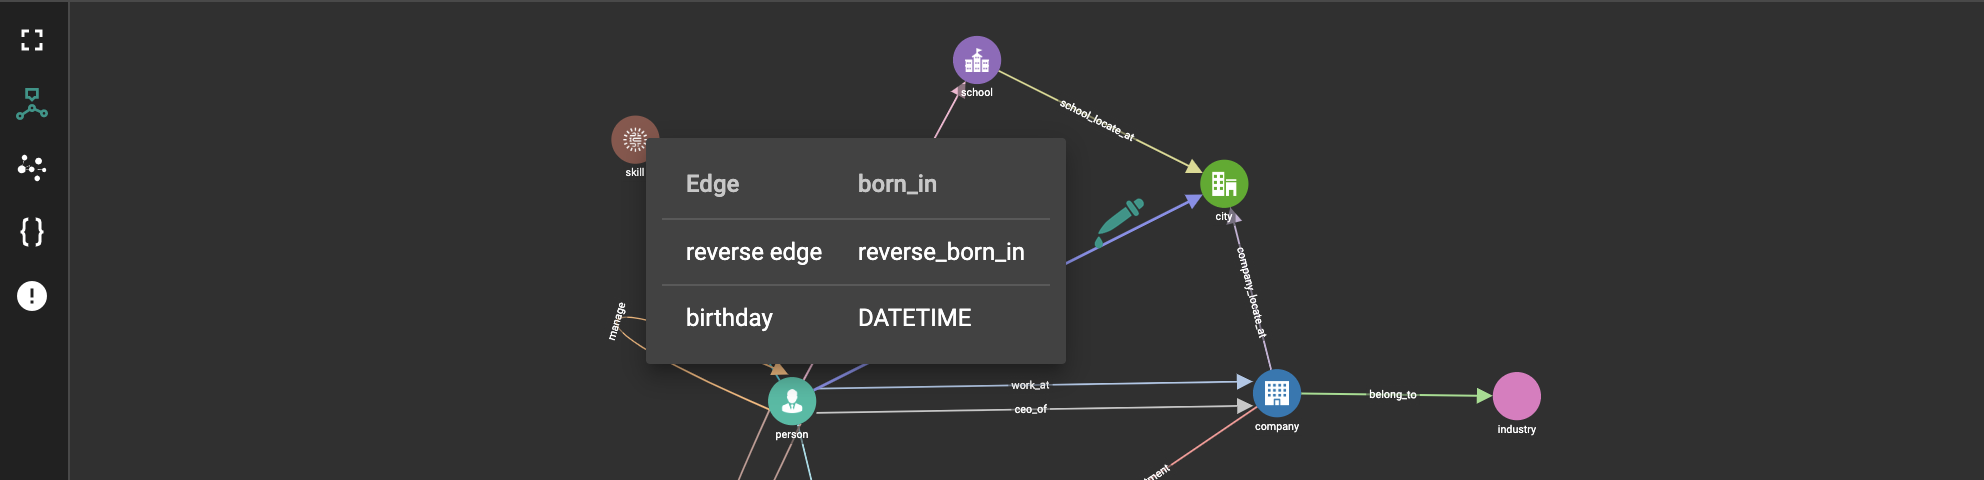 school
school_locate_at
skill
Edge born_in
reverse edge reverse_born_in
birthday DATETIME
city
company_locate_at
manage
work_at
ceo_of
belong_to
person
company
industry